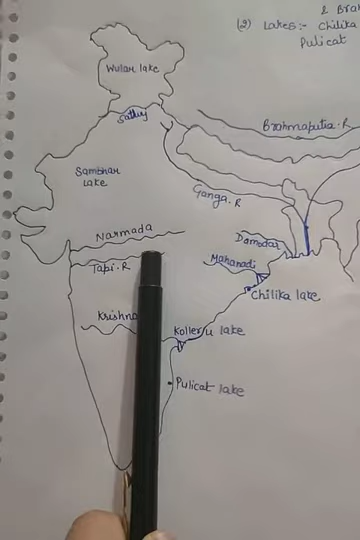 & Brah
(2) Lakes:- Chilika
Pulicat
Wular lake
Satluj
Brahmaputra.R
Sambhar
Lake
Ganga.R
Narmada
Damodar
Mahanadi
Tapi.R
Chilika lake
Krishna
Kolleru lake
Pulicat lake